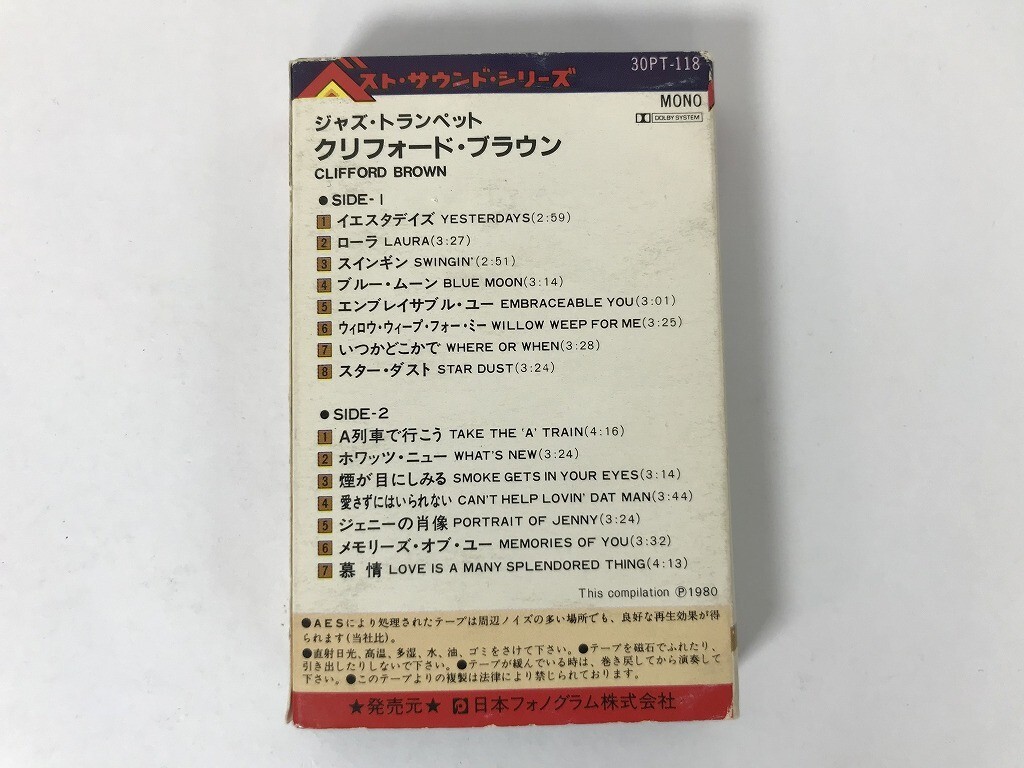 ベスト・サウンド・シリーズ
30PT-118
MONO
DOLBY SYSTEM
ジャズ・トランペット
クリフォード・ブラウン
CLIFFORD BROWN
●SIDE-1
1 イエスタデイズ YESTERDAYS(2:59)
2 ローラ LAURA(3:27)
3 スインギン SWINGIN'(2:51)
4 ブルー・ムーン BLUE MOON(3:14)
5 エンブレイサブル・ユー EMBRACEABLE YOU(3:01)
6 ウィロウ・ウィープ・フォー・ミー WILLOW WEEP FOR ME(3:25)
7 いつかどこかで WHERE OR WHEN(3:28)
8 スター・ダスト STAR DUST(3:24)
●SIDE-2
1 A列車で行こう TAKE THE 'A' TRAIN(4:16)
2 ホワッツ・ニュー WHAT'S NEW(3:24)
3 煙が目にしみる SMOKE GETS IN YOUR EYES(3:14)
4 愛さずにはいられない CAN'T HELP LOVIN' DAT MAN(3:44)
5 ジェニーの肖像 PORTRAIT OF JENNY(3:24)
6 メモリーズ・オブ・ユー MEMORIES OF YOU(3:32)
7 慕情 LOVE IS A MANY SPLENDORED THING(4:13)
This compilation Ⓟ1980
●AESにより処理されたテープは周辺ノイズの多い場所でも、良好な再生効果が得
られます(当社比)。
●直射日光、高温、多湿、水、油、ゴミをさけて下さい。●テープを磁石でふれたり、
引き出したりしないで下さい。●テープが緩んでいる時は、巻き戻してから演奏して
下さい。●このテープよりの複製は法律により禁じられております。
★発売元★ 日本フォノグラム株式会社